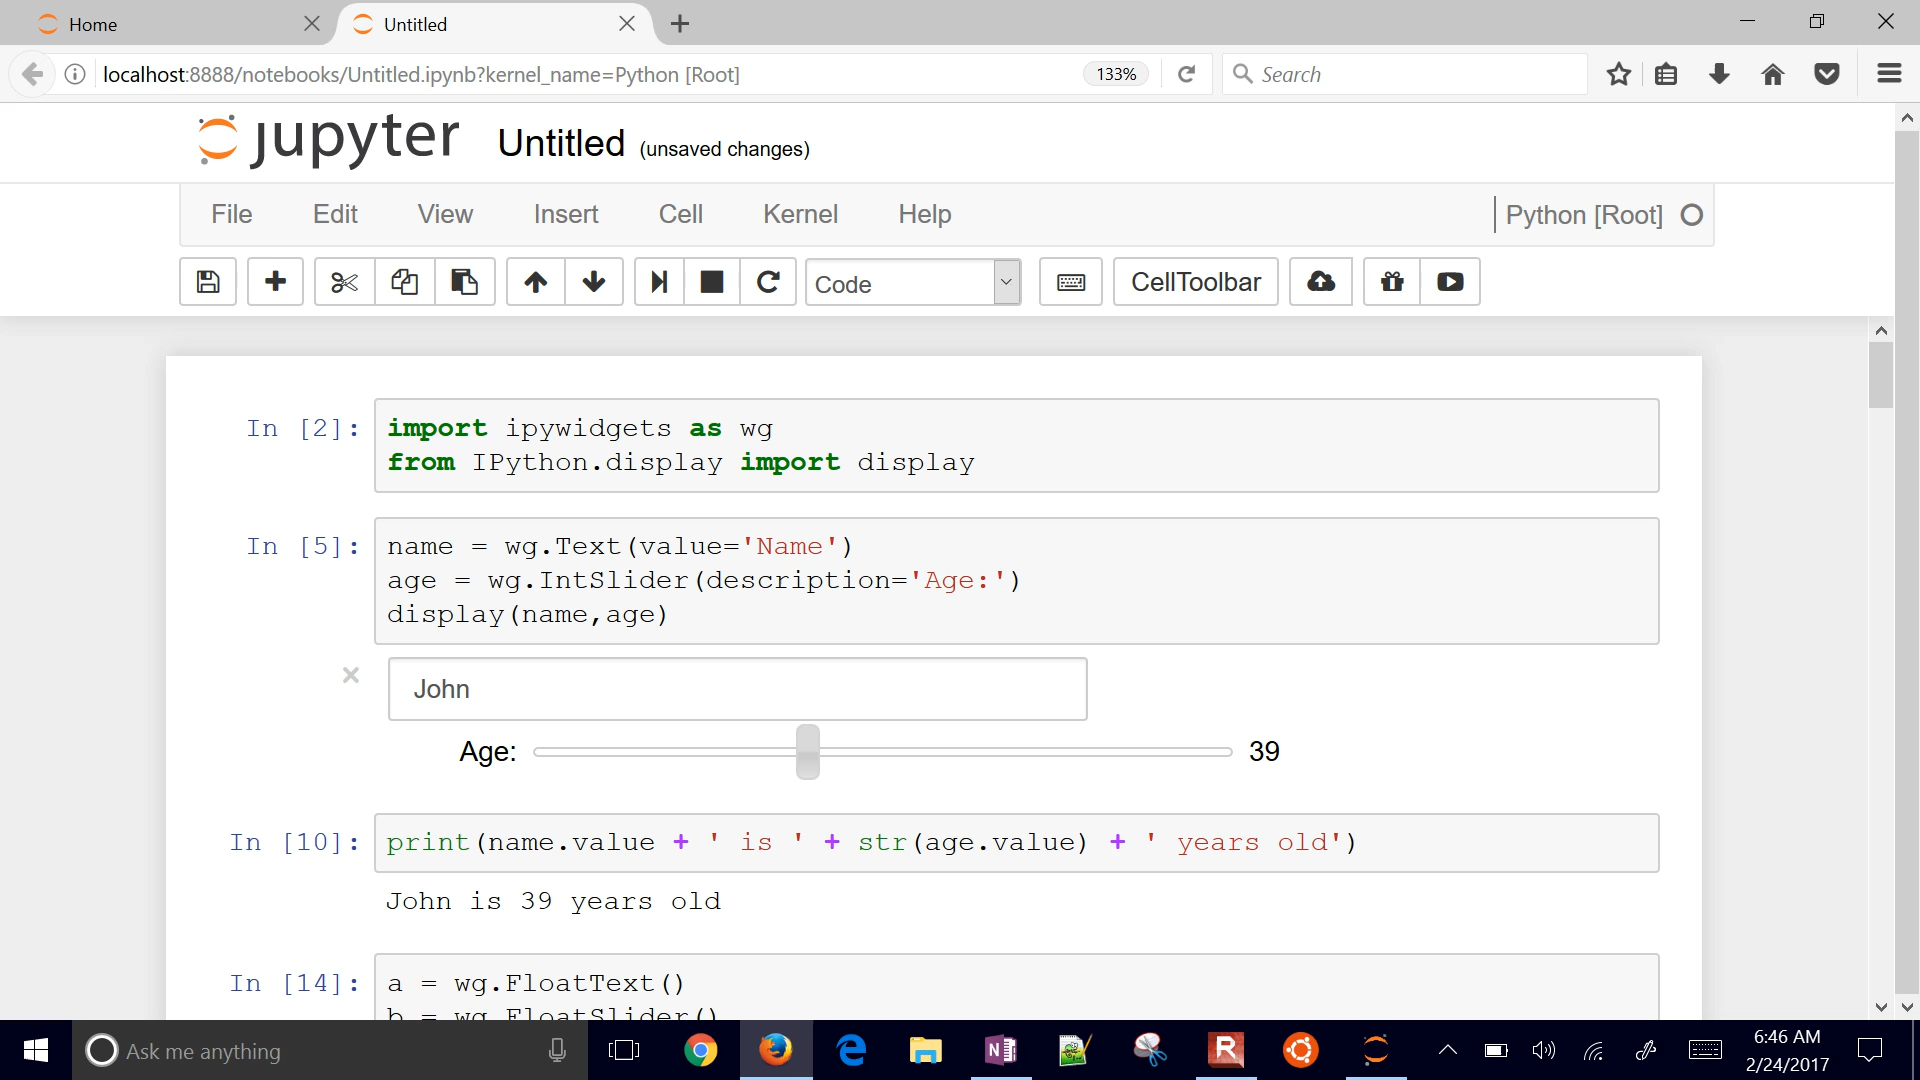 Home
Untitled
localhost:8888/notebooks/Untitled.ipynb?kernel_name=Python [Root]
133%
Search
jupyter Untitled (unsaved changes)
File Edit View Insert Cell Kernel Help Python [Root]
Code CellToolbar
In [2]: import ipywidgets as wg
from IPython.display import display
In [5]: name = wg.Text(value='Name')
age = wg.IntSlider(description='Age:')
display(name,age)
John
Age: 39
In [10]: print(name.value + ' is ' + str(age.value) + ' years old')
John is 39 years old
In [14]: a = wg.FloatText()
b = wg.FloatSlider()
Ask me anything
6:46 AM
2/24/2017